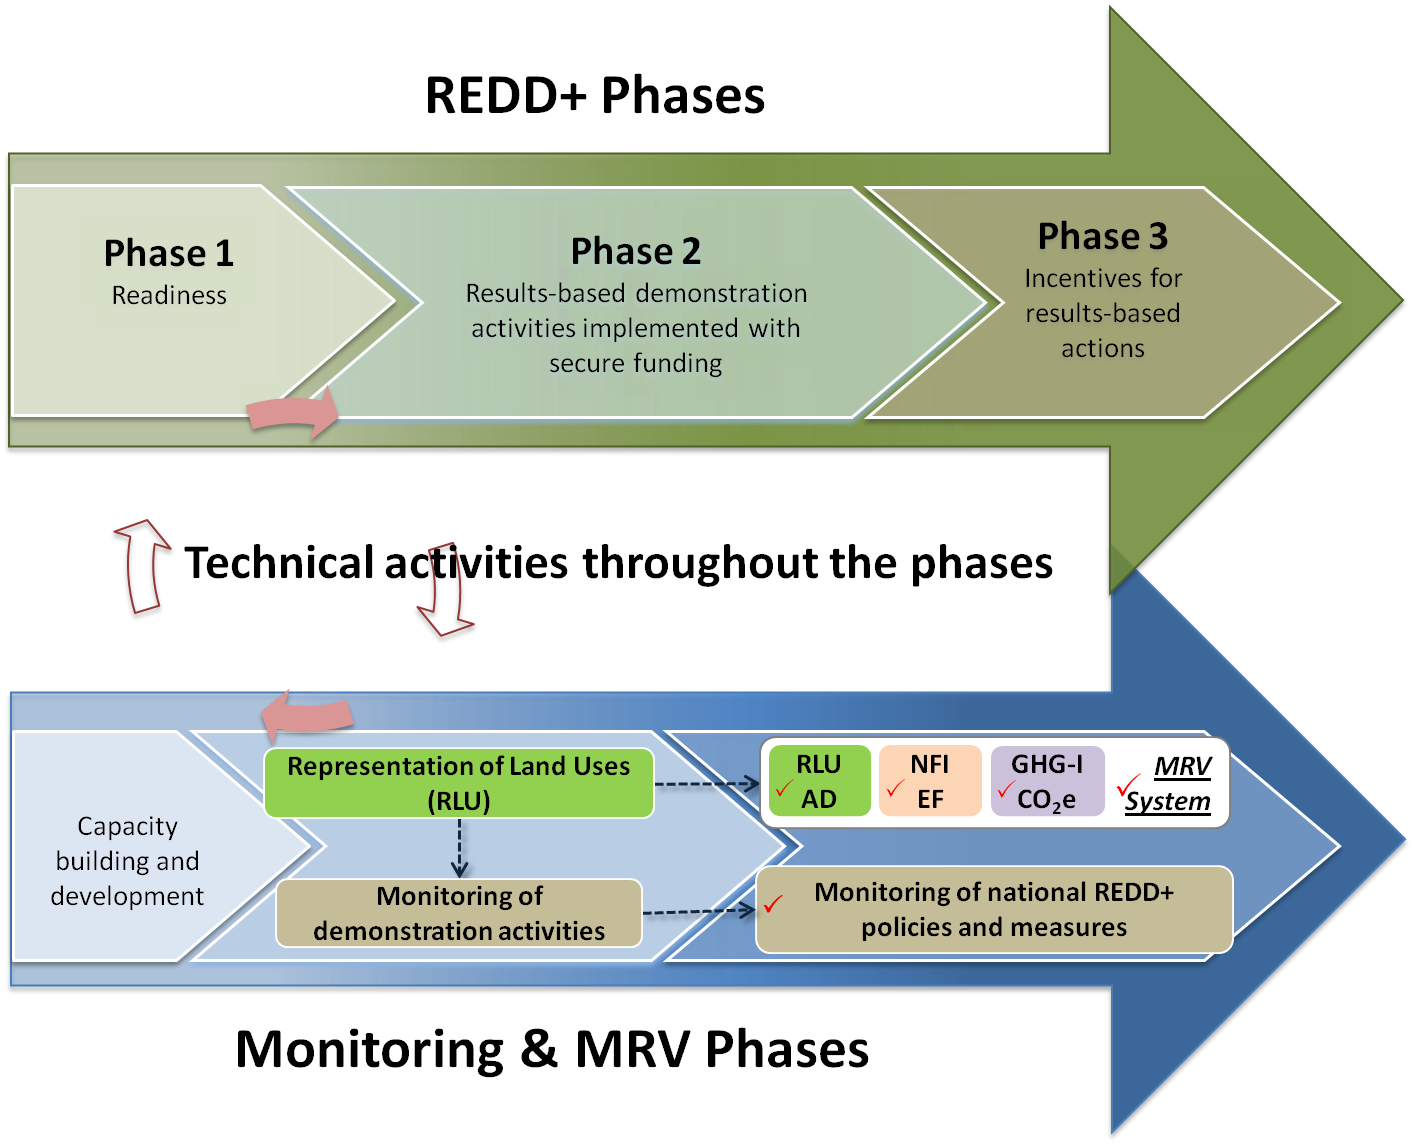 REDD+ Phases
Phase 1
Readiness
Phase 2
Results-based demonstration
activities implemented with
secure funding
Phase 3
Incentives for
results-based
actions
Technical activities throughout the phases
Capacity
building and
development
Representation of Land Uses
(RLU)
Monitoring of
demonstration activities
RLU
AD
NFI
EF
GHG-I
CO₂e
MRV
System
Monitoring of national REDD+
policies and measures
Monitoring & MRV Phases